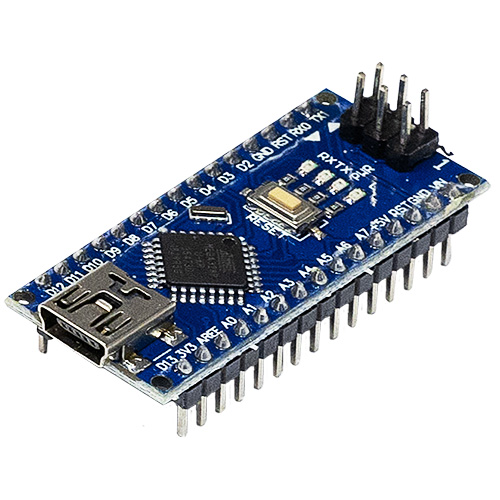 D12 D11 D10 D9 D8 D7 D6 D5 D4 D3 D2 GND RST RX0 TX1
RX TX PWR
RESET
1
D13 3V3 AREF A0 A1 A2 A3 A4 A5 A6 A7 5V RST GND VIN